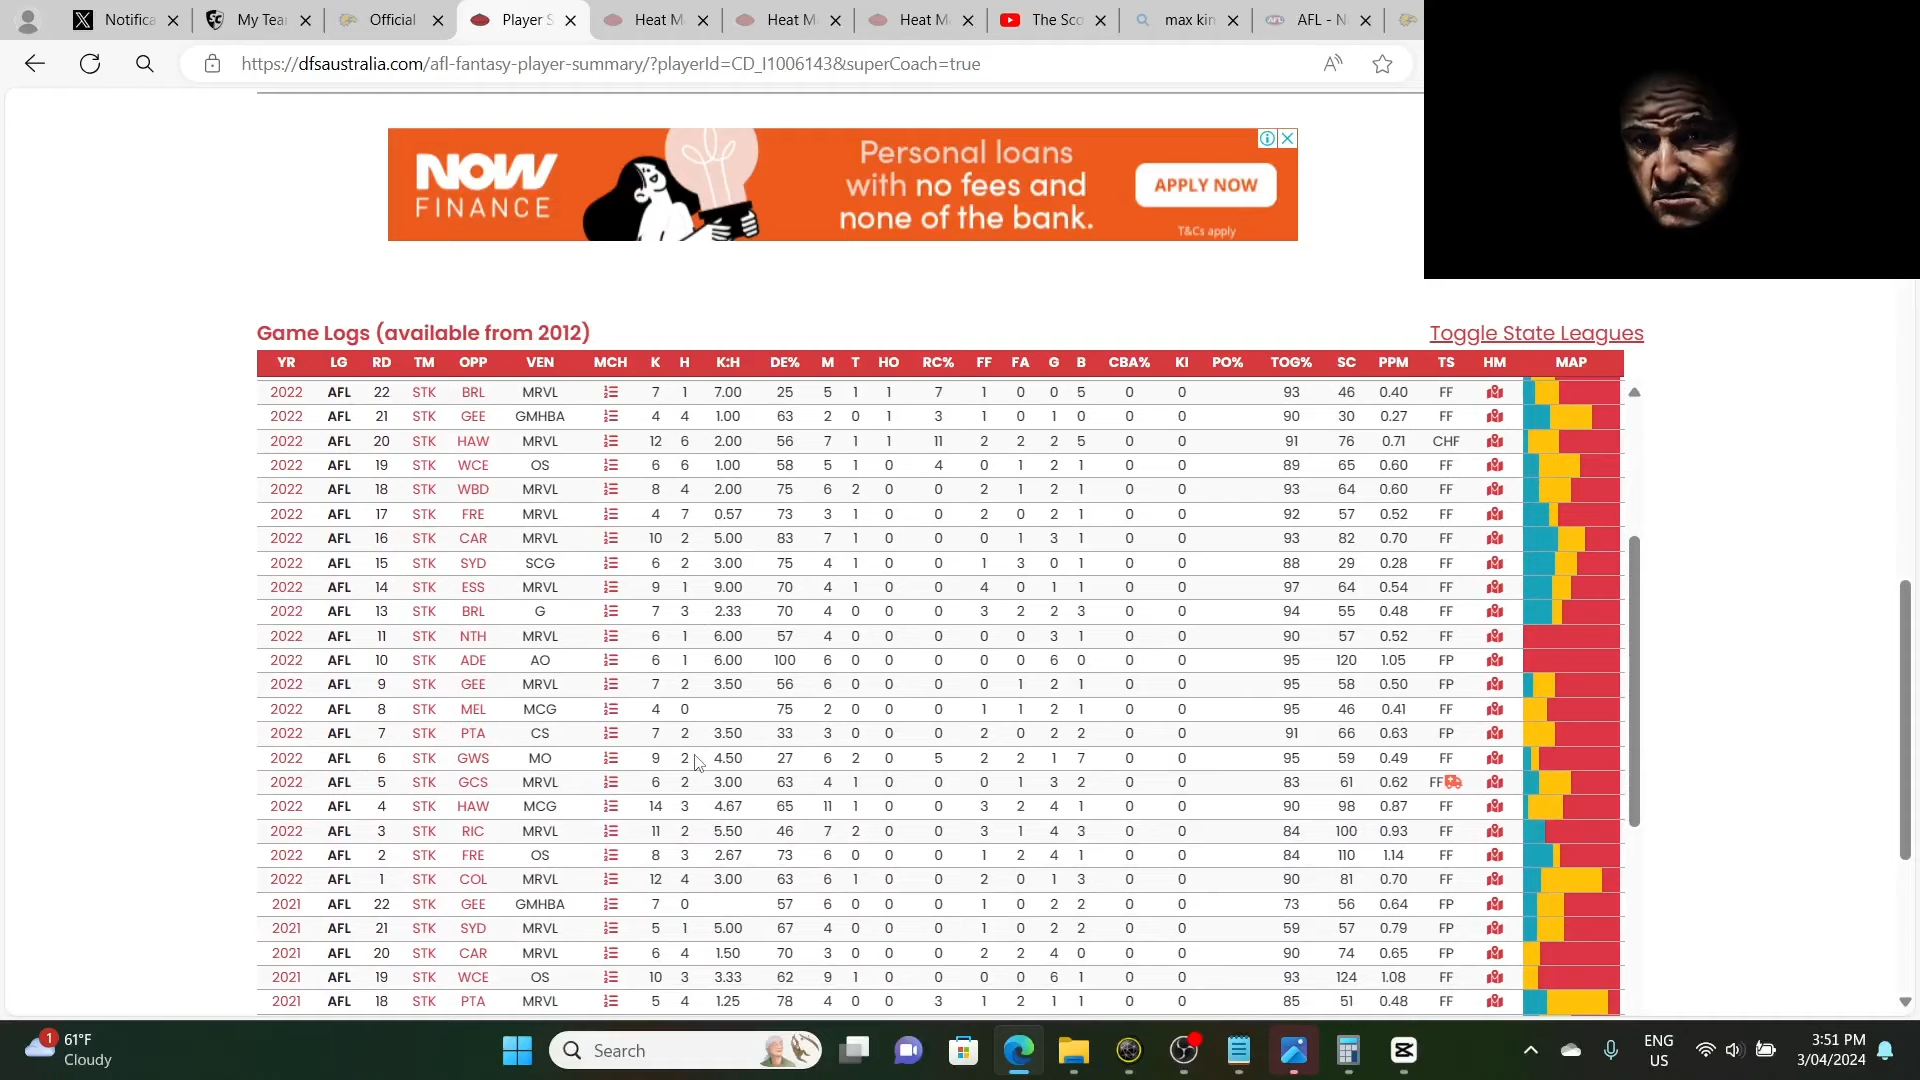 Notifica
My Tea
Official
Player S
Heat M
Heat M
Heat M
The Sco
max kin
AFL - N
https://dfsaustralia.com/afl-fantasy-player-summary/?playerId=CD_I1006143&superCoach=true
NOW
FINANCE
Personal loans
with no fees and
none of the bank.
APPLY NOW
T&Cs apply
Game Logs (available from 2012)
Toggle State Leagues
YR LG RD TM OPP VEN MCH K H K:H DE% M T HO RC% FF FA G B CBA% KI PO% TOG% SC PPM TS HM MAP
2022 AFL 22 STK BRL MRVL 7 1 7.00 25 5 1 1 7 1 0 0 5 0 0 93 46 0.40 FF
2022 AFL 21 STK GEE GMHBA 4 4 1.00 63 2 0 1 3 1 0 1 0 0 0 90 30 0.27 FF
2022 AFL 20 STK HAW MRVL 12 6 2.00 56 7 1 1 11 2 2 2 5 0 0 91 76 0.71 CHF
2022 AFL 19 STK WCE OS 6 6 1.00 58 5 1 0 4 0 1 2 1 0 0 89 65 0.60 FF
2022 AFL 18 STK WBD MRVL 8 4 2.00 75 6 2 0 0 2 1 2 1 0 0 93 64 0.60 FF
2022 AFL 17 STK FRE MRVL 4 7 0.57 73 3 1 0 0 2 0 2 1 0 0 92 57 0.52 FF
2022 AFL 16 STK CAR MRVL 10 2 5.00 83 7 1 0 0 0 1 3 1 0 0 93 82 0.70 FF
2022 AFL 15 STK SYD SCG 6 2 3.00 75 4 1 0 0 1 3 0 1 0 0 88 29 0.28 FF
2022 AFL 14 STK ESS MRVL 9 1 9.00 70 4 1 0 0 4 0 1 1 0 0 97 64 0.54 FF
2022 AFL 13 STK BRL G 7 3 2.33 70 4 0 0 0 3 2 2 3 0 0 94 55 0.48 FF
2022 AFL 11 STK NTH MRVL 6 1 6.00 57 4 0 0 0 0 0 3 1 0 0 90 57 0.52 FF
2022 AFL 10 STK ADE AO 6 1 6.00 100 6 0 0 0 0 0 6 0 0 0 95 120 1.05 FP
2022 AFL 9 STK GEE MRVL 7 2 3.50 56 6 0 0 0 0 1 2 1 0 0 95 58 0.50 FP
2022 AFL 8 STK MEL MCG 4 0 75 2 0 0 0 1 1 2 1 0 0 95 46 0.41 FF
2022 AFL 7 STK PTA CS 7 2 3.50 33 3 0 0 0 2 0 2 2 0 0 91 66 0.63 FP
2022 AFL 6 STK GWS MO 9 2 4.50 27 6 2 0 5 2 2 1 7 0 0 95 59 0.49 FF
2022 AFL 5 STK GCS MRVL 6 2 3.00 63 4 1 0 0 0 1 3 2 0 0 83 61 0.62 FF
2022 AFL 4 STK HAW MCG 14 3 4.67 65 11 1 0 0 3 2 4 1 0 0 90 98 0.87 FF
2022 AFL 3 STK RIC MRVL 11 2 5.50 46 7 2 0 0 3 1 4 3 0 0 84 100 0.93 FF
2022 AFL 2 STK FRE OS 8 3 2.67 73 6 0 0 0 1 2 4 1 0 0 84 110 1.14 FF
2022 AFL 1 STK COL MRVL 12 4 3.00 63 6 1 0 0 2 0 1 3 0 0 90 81 0.70 FF
2021 AFL 22 STK GEE GMHBA 7 0 57 6 0 0 0 1 0 2 2 0 0 73 56 0.64 FP
2021 AFL 21 STK SYD MRVL 5 1 5.00 67 4 0 0 0 1 0 2 2 0 0 59 57 0.79 FP
2021 AFL 20 STK CAR MRVL 6 4 1.50 70 3 0 0 0 2 2 4 0 0 0 90 74 0.65 FP
2021 AFL 19 STK WCE OS 10 3 3.33 62 9 1 0 0 0 0 6 1 0 0 93 124 1.08 FF
2021 AFL 18 STK PTA MRVL 5 4 1.25 78 4 0 0 3 1 2 1 1 0 0 85 51 0.48 FF
1
61°F
Cloudy
Search
ENG
US
3:51 PM
3/04/2024